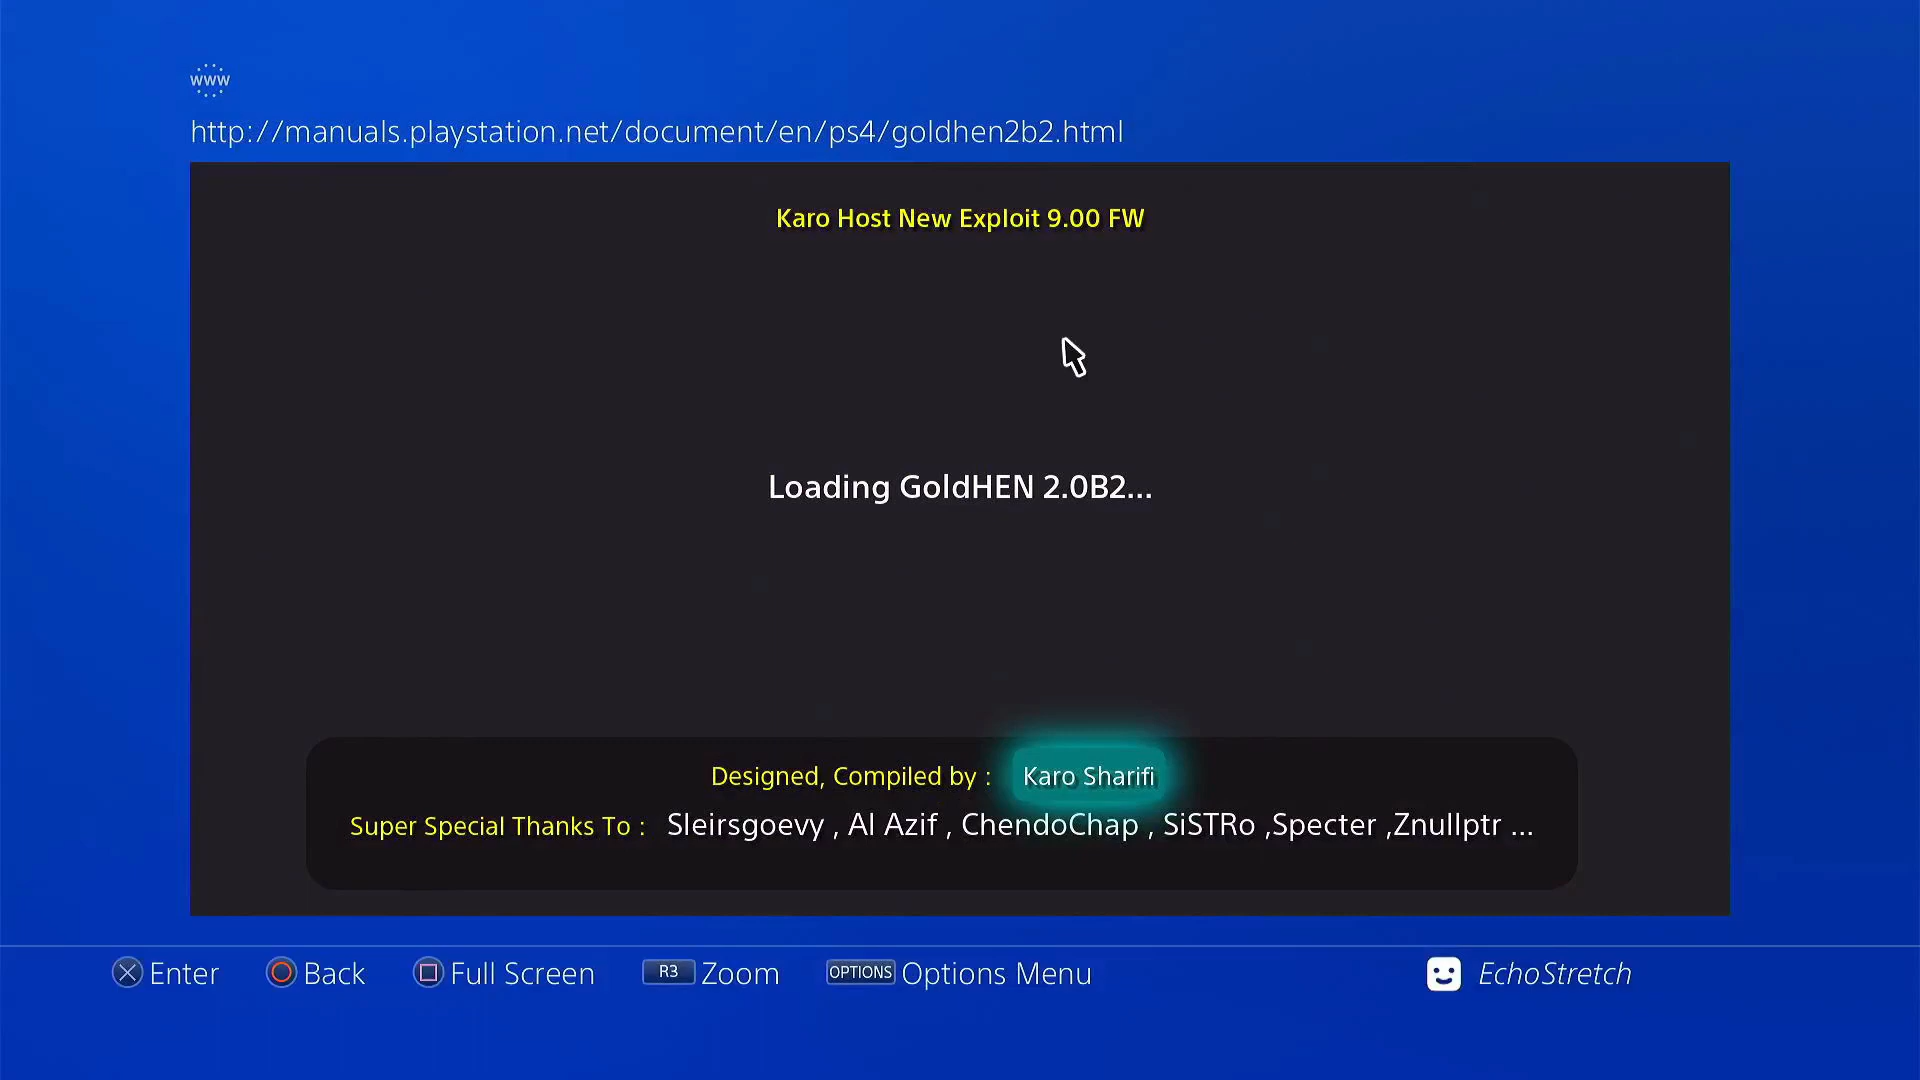 www
http://manuals.playstation.net/document/en/ps4/goldhen2b2.html
Karo Host New Exploit 9.00 FW
Loading GoldHEN 2.0B2...
Designed, Compiled by : Karo Sharifi
Super Special Thanks To : Sleirsgoevy , Al Azif , ChendoChap , SiSTRo ,Specter ,Znullptr ...
Enter Back Full Screen R3 Zoom OPTIONS Options Menu EchoStretch